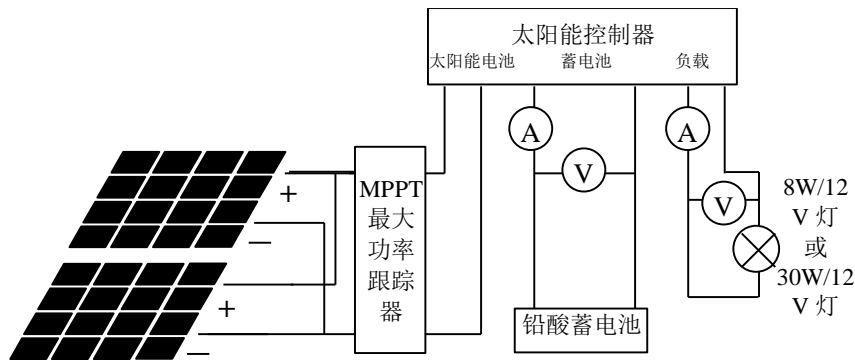 太阳能控制器
太阳能电池 蓄电池 负载
A
A
V
V
MPPT
最大
功率
跟踪
器
+
—
+
—
8W/12
V 灯
或
30W/12
V 灯
铅酸蓄电池